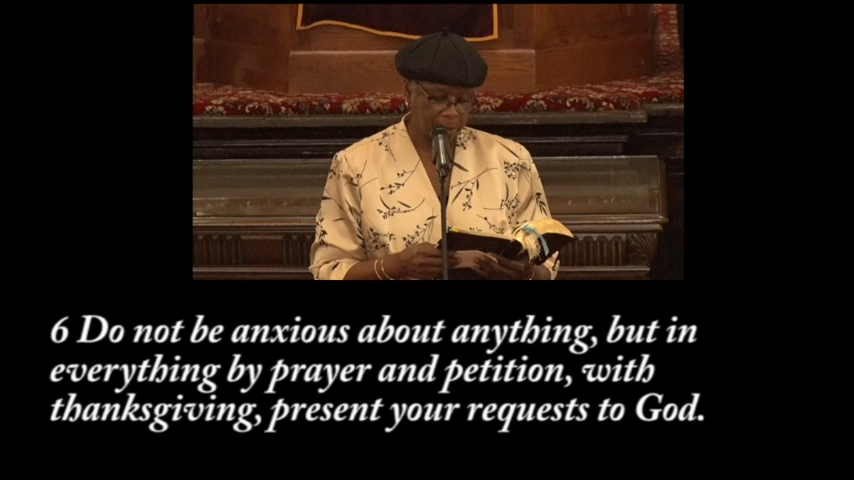 6 Do not be anxious about anything, but in
everything by prayer and petition, with
thanksgiving, present your requests to God.